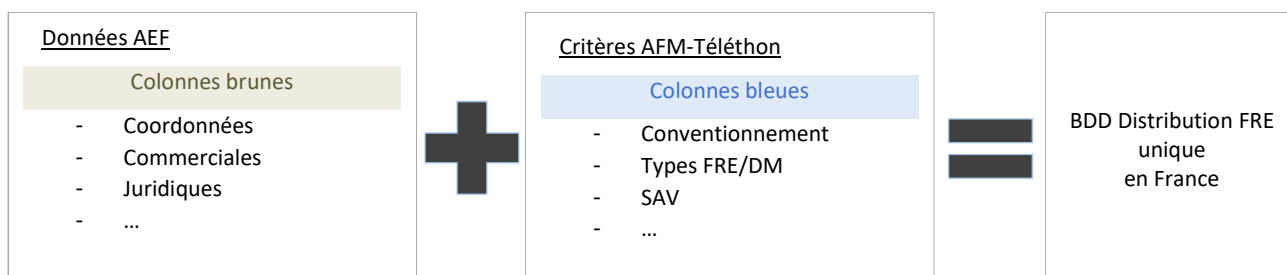 Données AEF
Colonnes brunes
- Coordonnées
- Commerciales
- Juridiques
- …
Critères AFM-Téléthon
Colonnes bleues
- Conventionnement
- Types FRE/DM
- SAV
- …
BDD Distribution FRE
unique
en France